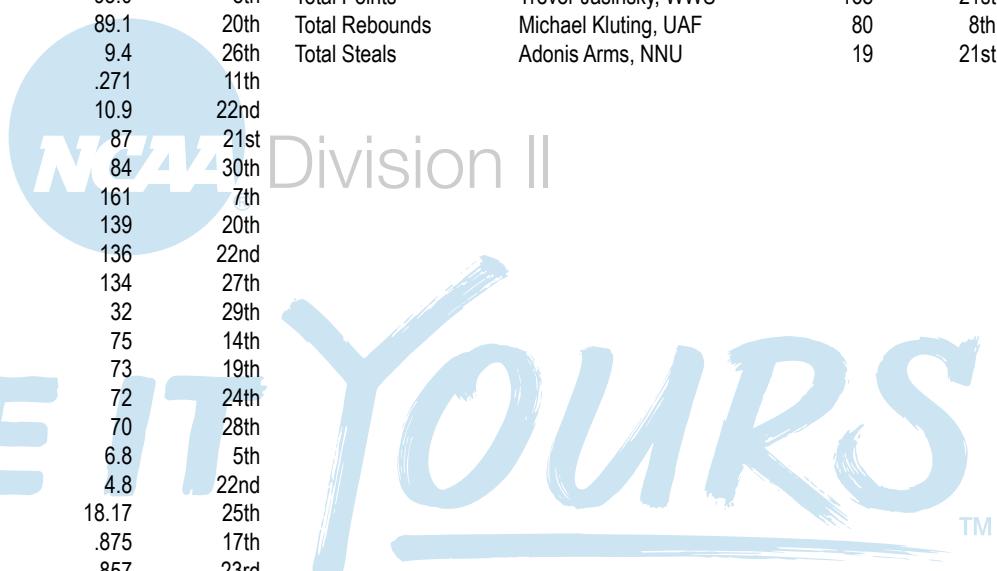 89.1 20th Total Rebounds Michael Kluting, UAF 80 8th
9.4 26th Total Steals Adonis Arms, NNU 19 21st
.271 11th
10.9 22nd
87 21st
NCAA Division II
84 30th
161 7th
139 20th
136 22nd
134 27th
32 29th
75 14th
73 19th
72 24th
E IT YOURS
70 28th
6.8 5th
4.8 22nd
18.17 25th
TM
.875 17th
.857 23rd